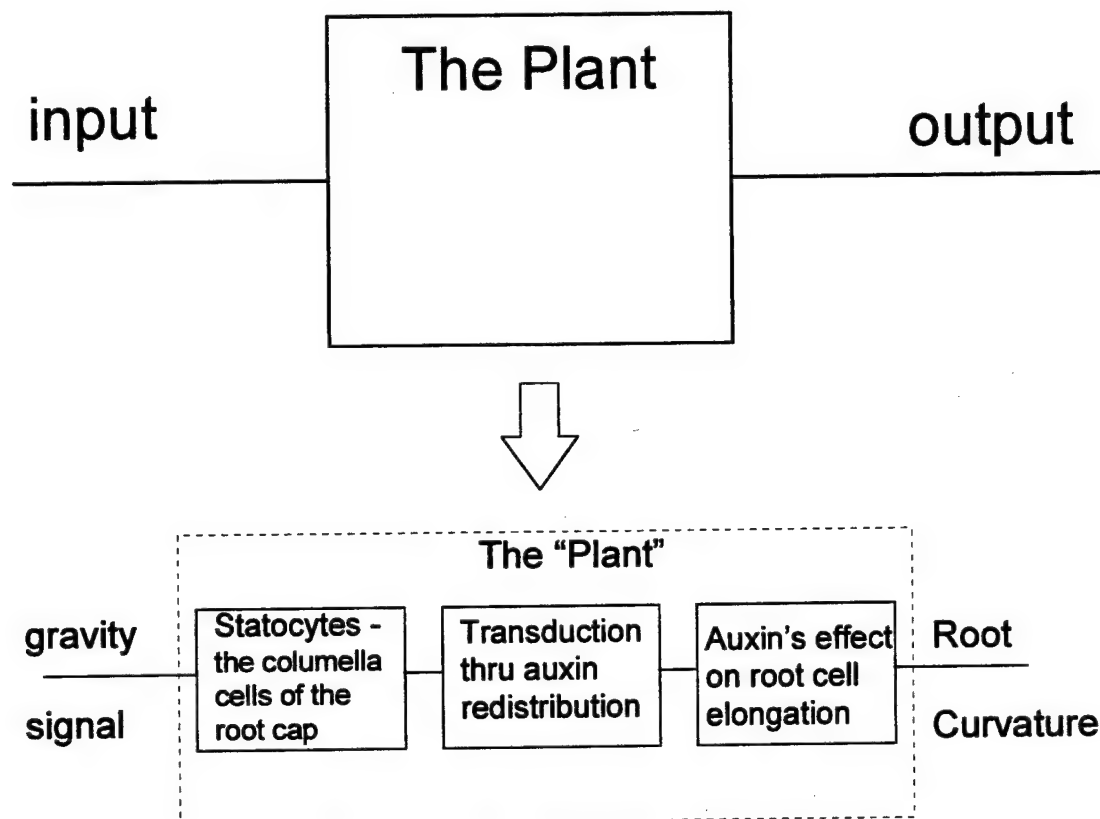 The Plant
input
output
The “Plant”
gravity
signal
Statocytes -
the columella
cells of the
root cap
Transduction
thru auxin
redistribution
Auxin's effect
on root cell
elongation
Root
Curvature